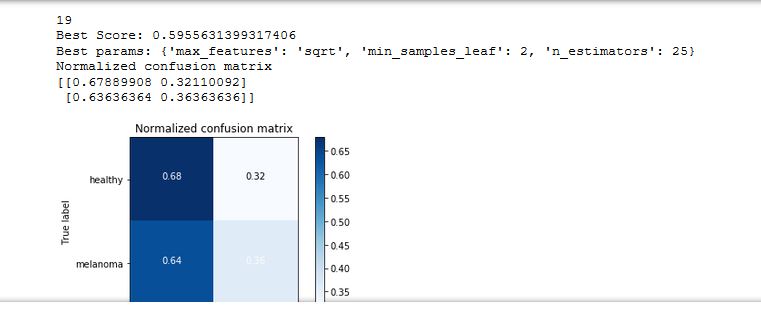 19
Best Score: 0.5955631399317406
Best params: {'max_features': 'sqrt', 'min_samples_leaf': 2, 'n_estimators': 25}
Normalized confusion matrix
[[0.67889908 0.32110092]
 [0.63636364 0.36363636]]
Normalized confusion matrix
0.65
healthy
0.68
0.32
0.60
0.55
True label
0.50
0.45
melanoma
0.64
0.36
0.40
0.35